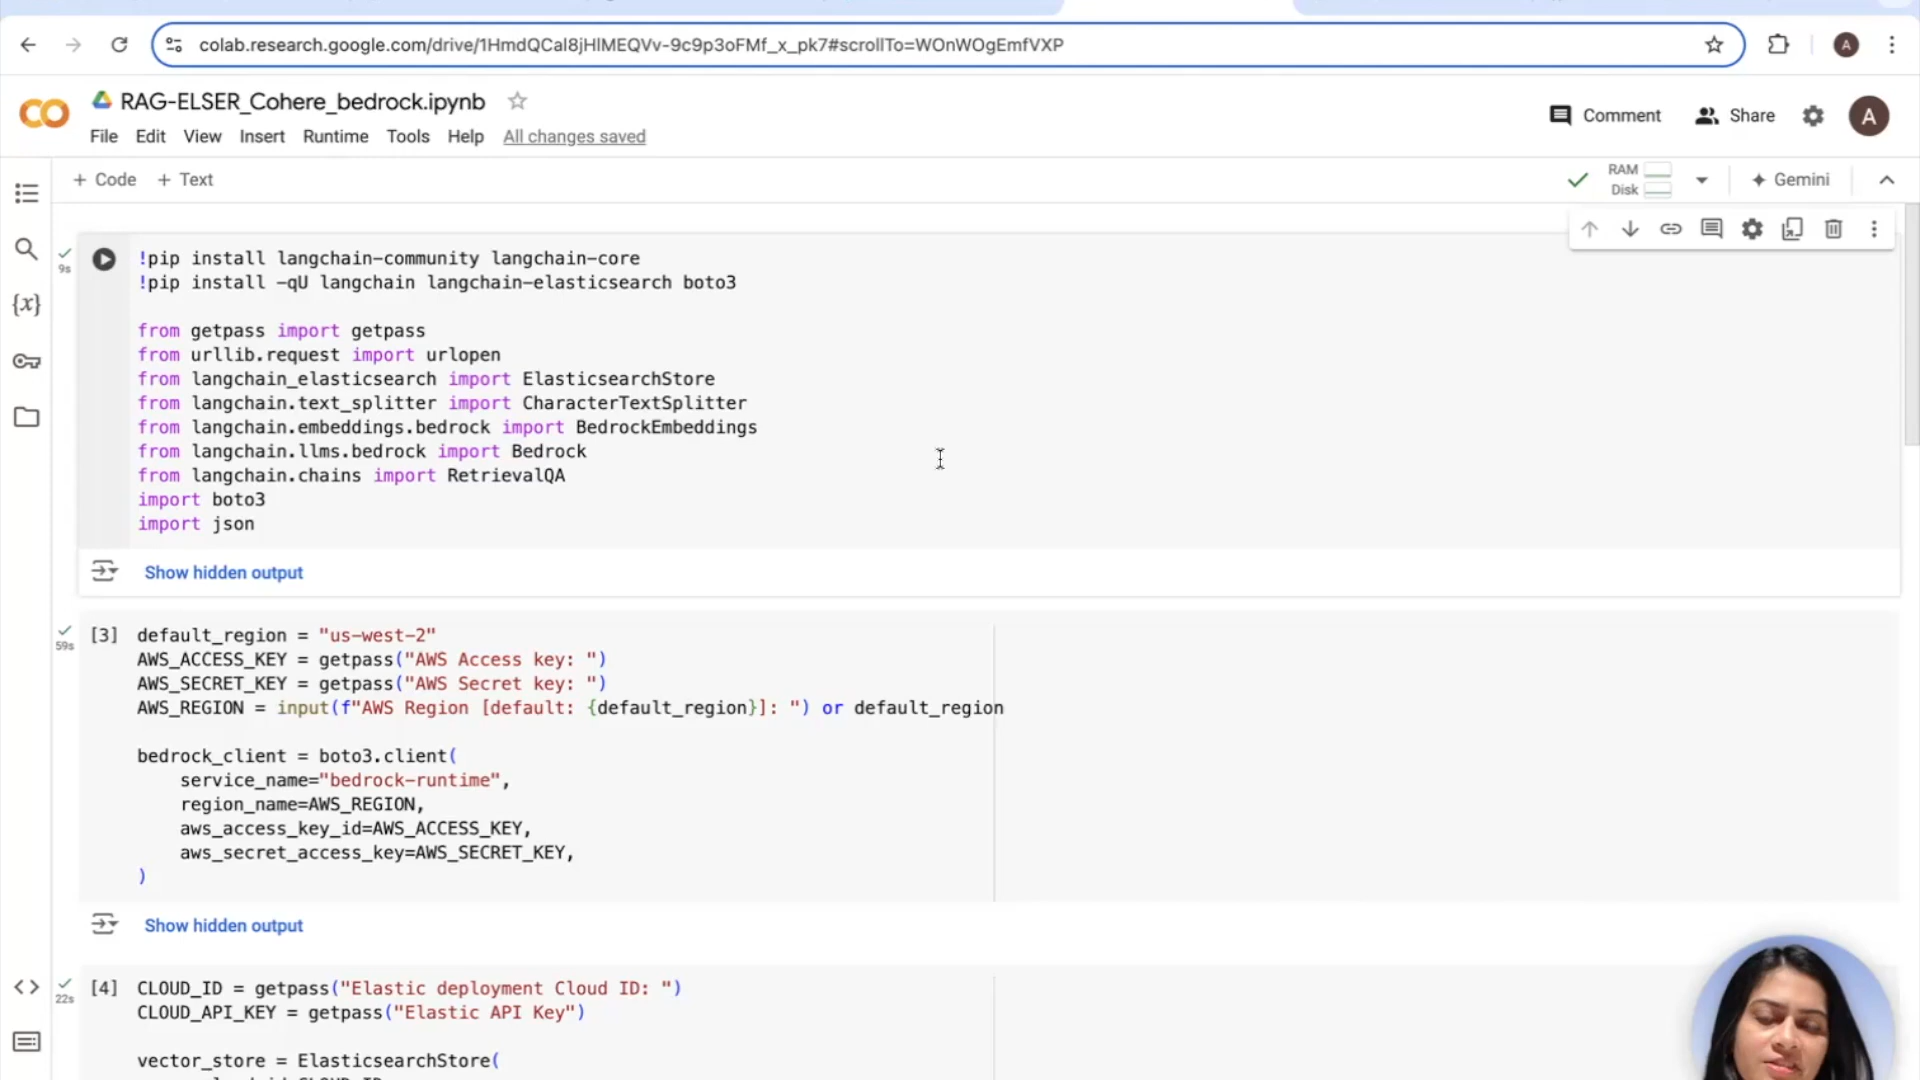 colab.research.google.com/drive/1HmdQCal8jHlMEQVv-9c9p3oFMf_x_pk7#scrollTo=WOnWOgEmfVXP
A
RAG-ELSER_Cohere_bedrock.ipynb
File Edit View Insert Runtime Tools Help All changes saved
Comment Share A
+ Code + Text
RAM
Disk
Gemini
9s
!pip install langchain-community langchain-core
!pip install -qU langchain langchain-elasticsearch boto3
from getpass import getpass
from urllib.request import urlopen
from langchain_elasticsearch import ElasticsearchStore
from langchain.text_splitter import CharacterTextSplitter
from langchain.embeddings.bedrock import BedrockEmbeddings
from langchain.llms.bedrock import Bedrock
from langchain.chains import RetrievalQA
import boto3
import json
Show hidden output
59s
[3] default_region = "us-west-2"
AWS_ACCESS_KEY = getpass("AWS Access key: ")
AWS_SECRET_KEY = getpass("AWS Secret key: ")
AWS_REGION = input(f"AWS Region [default: {default_region}]: ") or default_region
bedrock_client = boto3.client(
service_name="bedrock-runtime",
region_name=AWS_REGION,
aws_access_key_id=AWS_ACCESS_KEY,
aws_secret_access_key=AWS_SECRET_KEY,
)
Show hidden output
22s
[4] CLOUD_ID = getpass("Elastic deployment Cloud ID: ")
CLOUD_API_KEY = getpass("Elastic API Key")
vector_store = ElasticsearchStore(